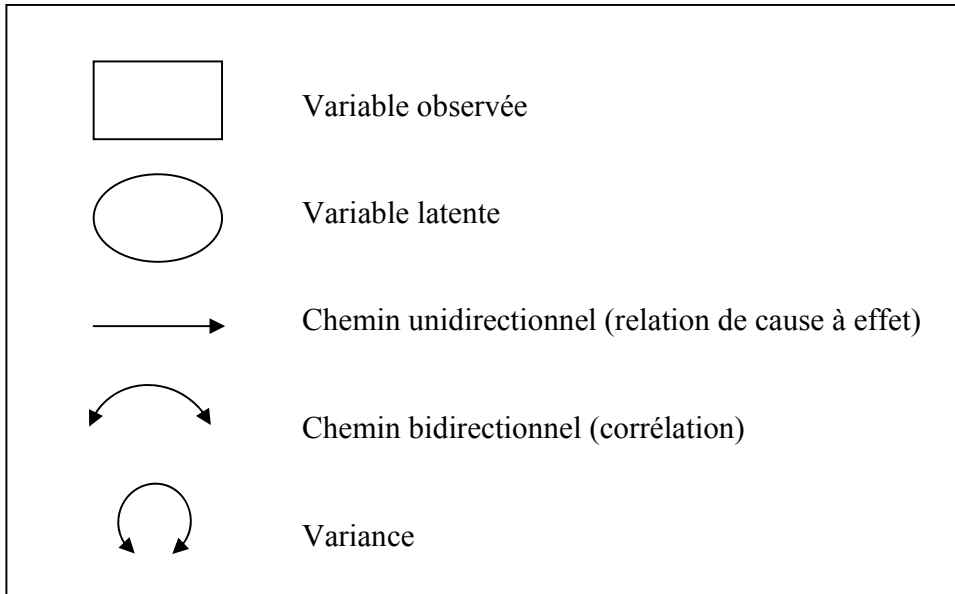 Variable observée
Variable latente
Chemin unidirectionnel (relation de cause à effet)
Chemin bidirectionnel (corrélation)
Variance